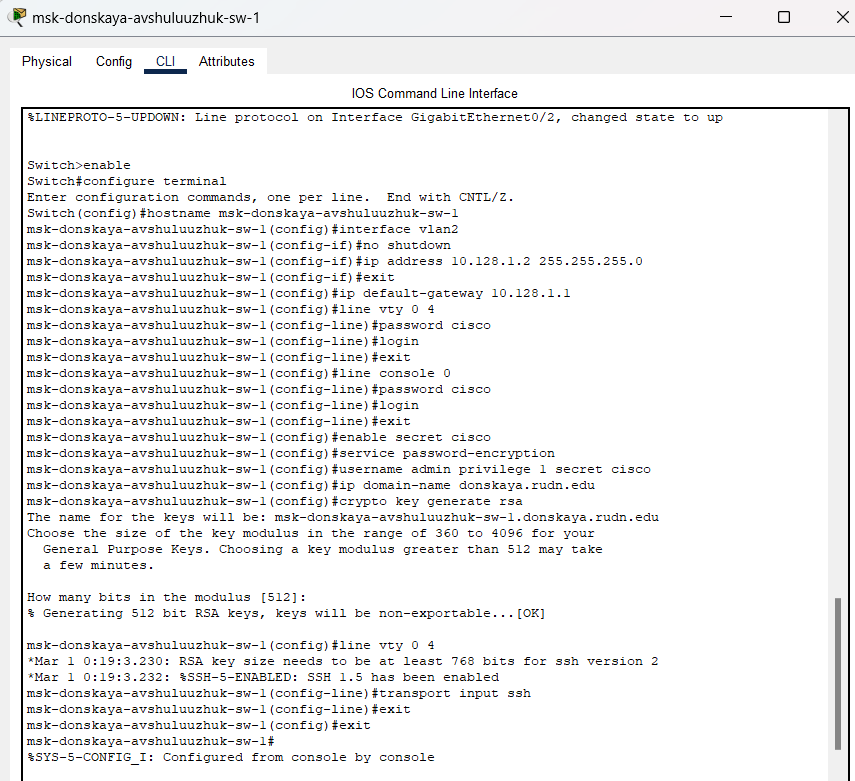 msk-donskaya-avshuluuzhuk-sw-1
Physical Config CLI Attributes
IOS Command Line Interface
%LINEPROTO-5-UPDOWN: Line protocol on Interface GigabitEthernet0/2, changed state to up
Switch>enable
Switch#configure terminal
Enter configuration commands, one per line.  End with CNTL/Z.
Switch(config)#hostname msk-donskaya-avshuluuzhuk-sw-1
msk-donskaya-avshuluuzhuk-sw-1(config)#interface vlan2
msk-donskaya-avshuluuzhuk-sw-1(config-if)#no shutdown
msk-donskaya-avshuluuzhuk-sw-1(config-if)#ip address 10.128.1.2 255.255.255.0
msk-donskaya-avshuluuzhuk-sw-1(config-if)#exit
msk-donskaya-avshuluuzhuk-sw-1(config)#ip default-gateway 10.128.1.1
msk-donskaya-avshuluuzhuk-sw-1(config)#line vty 0 4
msk-donskaya-avshuluuzhuk-sw-1(config-line)#password cisco
msk-donskaya-avshuluuzhuk-sw-1(config-line)#login
msk-donskaya-avshuluuzhuk-sw-1(config-line)#exit
msk-donskaya-avshuluuzhuk-sw-1(config)#line console 0
msk-donskaya-avshuluuzhuk-sw-1(config-line)#password cisco
msk-donskaya-avshuluuzhuk-sw-1(config-line)#login
msk-donskaya-avshuluuzhuk-sw-1(config-line)#exit
msk-donskaya-avshuluuzhuk-sw-1(config)#enable secret cisco
msk-donskaya-avshuluuzhuk-sw-1(config)#service password-encryption
msk-donskaya-avshuluuzhuk-sw-1(config)#username admin privilege 1 secret cisco
msk-donskaya-avshuluuzhuk-sw-1(config)#ip domain-name donskaya.rudn.edu
msk-donskaya-avshuluuzhuk-sw-1(config)#crypto key generate rsa
The name for the keys will be: msk-donskaya-avshuluuzhuk-sw-1.donskaya.rudn.edu
Choose the size of the key modulus in the range of 360 to 4096 for your
General Purpose Keys. Choosing a key modulus greater than 512 may take
a few minutes.
How many bits in the modulus [512]:
% Generating 512 bit RSA keys, keys will be non-exportable...[OK]
msk-donskaya-avshuluuzhuk-sw-1(config)#line vty 0 4
*Mar 1 0:19:3.230: RSA key size needs to be at least 768 bits for ssh version 2
*Mar 1 0:19:3.232: %SSH-5-ENABLED: SSH 1.5 has been enabled
msk-donskaya-avshuluuzhuk-sw-1(config-line)#transport input ssh
msk-donskaya-avshuluuzhuk-sw-1(config-line)#exit
msk-donskaya-avshuluuzhuk-sw-1(config)#exit
msk-donskaya-avshuluuzhuk-sw-1#
%SYS-5-CONFIG_I: Configured from console by console